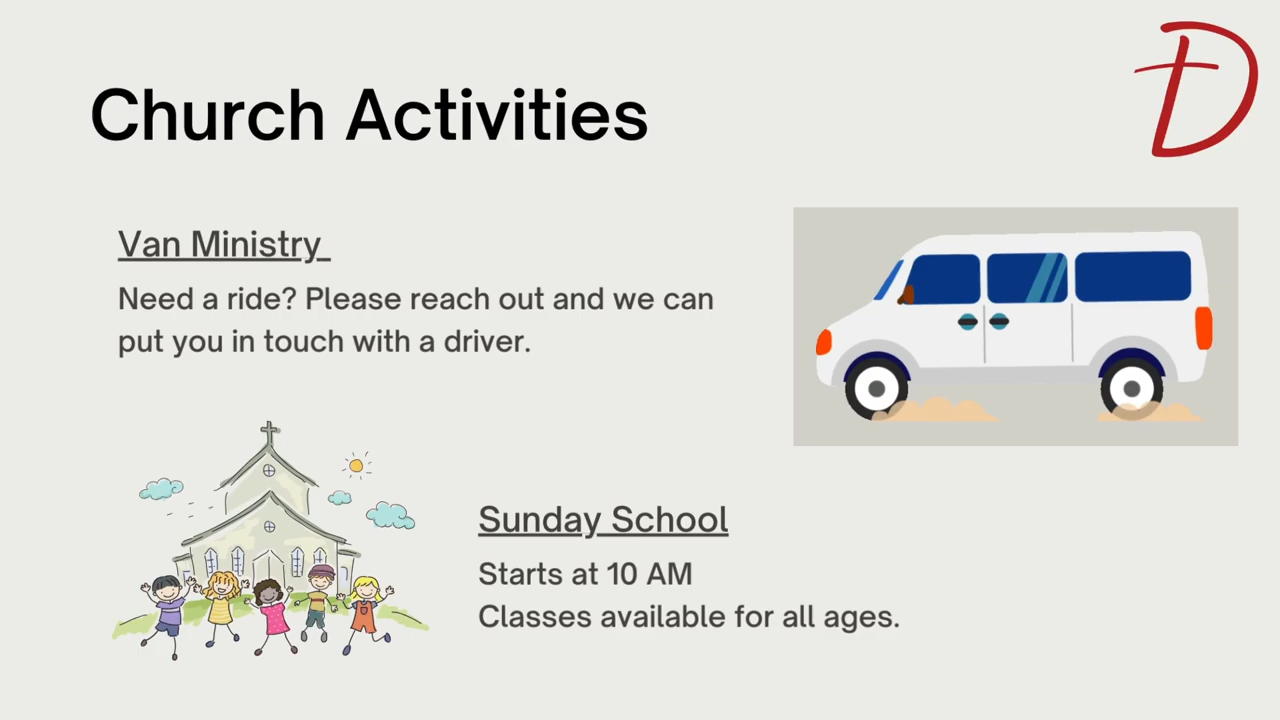 Church Activities
D
Van Ministry
Need a ride? Please reach out and we can
put you in touch with a driver.
Sunday School
Starts at 10 AM
Classes available for all ages.